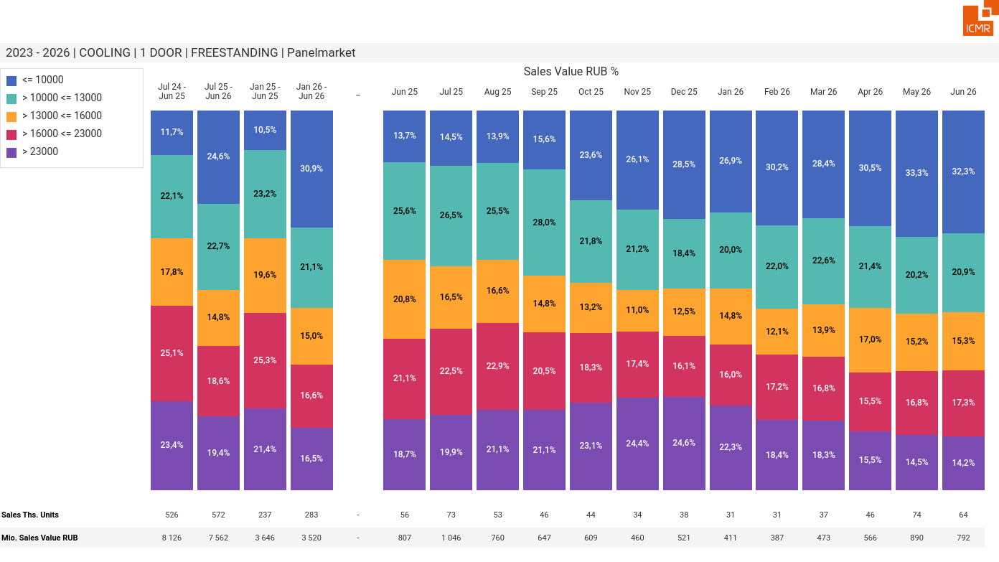 ICMR
2023 - 2026 | COOLING | 1 DOOR | FREESTANDING | Panelmarket
<= 10000
> 10000 <= 13000
> 13000 <= 16000
> 16000 <= 23000
> 23000
Sales Value RUB %
Jul 24 - Jul 25 - Jan 25 - Jan 26 -
Jun 25 Jun 26 Jun 25 Jun 26 – Jun 25 Jul 25 Aug 25 Sep 25 Oct 25 Nov 25 Dec 25 Jan 26 Feb 26 Mar 26 Apr 26 May 26 Jun 26
11,7% 24,6% 10,5% 30,9% 13,7% 14,5% 13,9% 15,6% 23,6% 26,1% 28,5% 26,9% 30,2% 28,4% 30,5% 33,3% 32,3%
22,1% 22,7% 23,2% 21,1% 25,6% 26,5% 25,5% 28,0% 21,8% 21,2% 18,4% 20,0% 22,0% 22,6% 21,4% 20,2% 20,9%
17,8% 14,8% 19,6% 15,0% 20,8% 16,5% 16,6% 14,8% 13,2% 11,0% 12,5% 14,8% 12,1% 13,9% 17,0% 15,2% 15,3%
25,1% 18,6% 25,3% 16,6% 21,1% 22,5% 22,9% 20,5% 18,3% 17,4% 16,1% 16,0% 17,2% 16,8% 15,5% 16,8% 17,3%
23,4% 19,4% 21,4% 16,5% 18,7% 19,9% 21,1% 21,1% 23,1% 24,4% 24,6% 22,3% 18,4% 18,3% 15,5% 14,5% 14,2%
Sales Ths. Units 526 572 237 283 - 56 73 53 46 44 34 38 31 31 37 46 74 64
Mio. Sales Value RUB 8 126 7 562 3 646 3 520 - 807 1 046 760 647 609 460 521 411 387 473 566 890 792